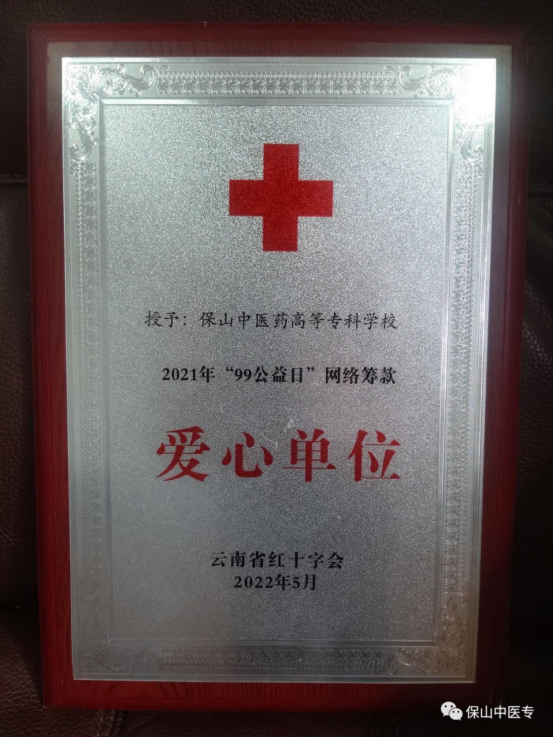 授予：保山中医药高等专科学校
2021年“99公益日”网络筹款
爱心单位
云南省红十字会
2022年5月
保山中医专